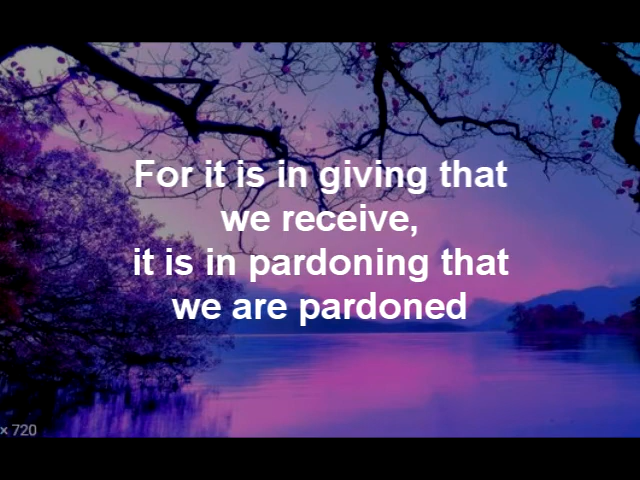 For it is in giving that
we receive,
it is in pardoning that
we are pardoned
× 720